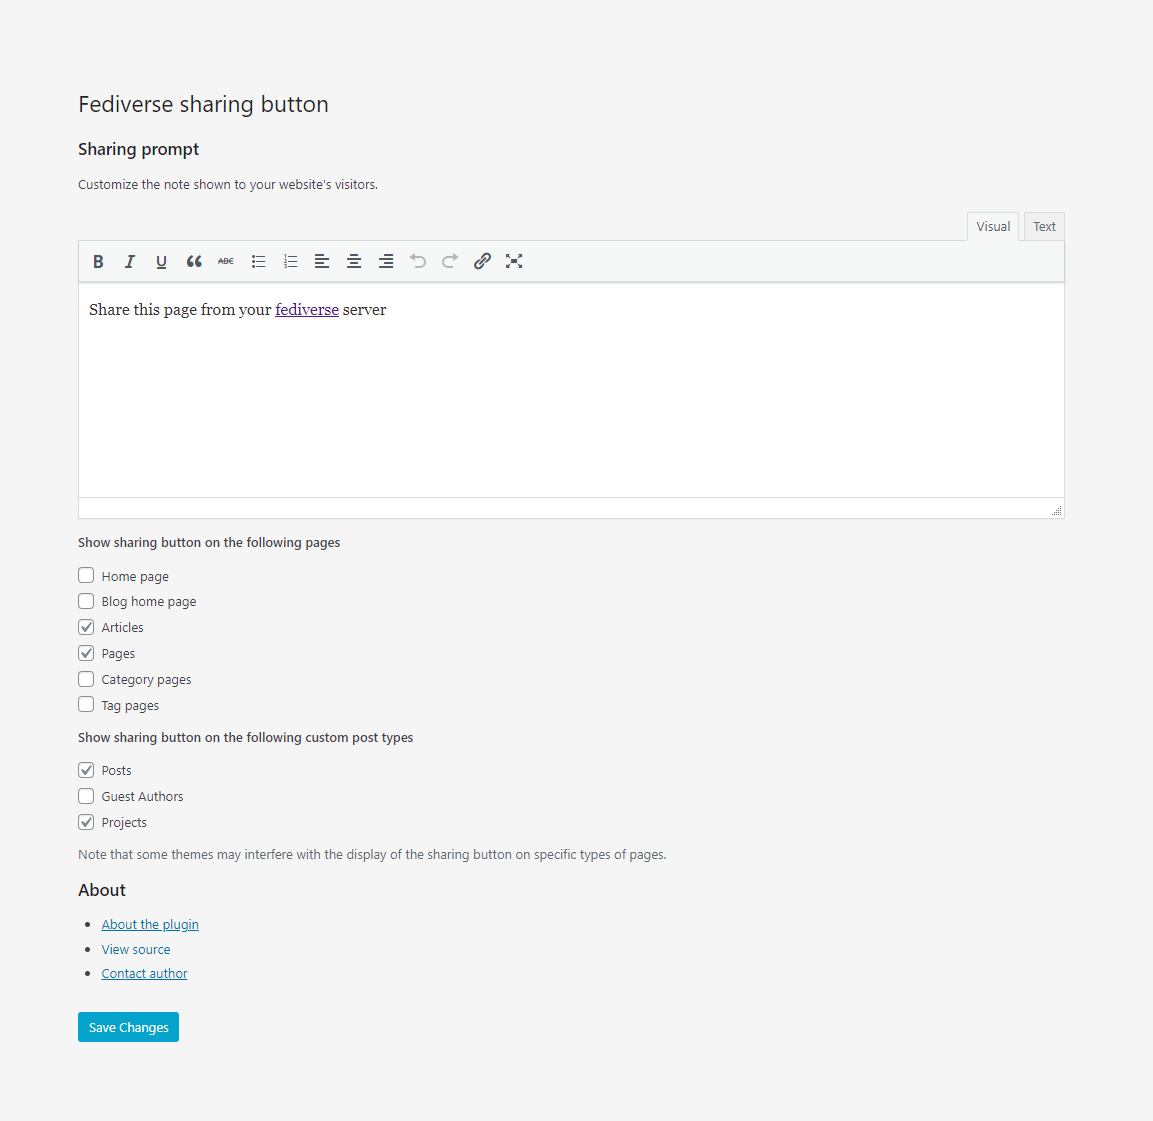 Fediverse sharing button
Sharing prompt
Customize the note shown to your website's visitors.
Visual Text
B I U ABC
Share this page from your fediverse server
Show sharing button on the following pages
Home page
Blog home page
Articles
Pages
Category pages
Tag pages
Show sharing button on the following custom post types
Posts
Guest Authors
Projects
Note that some themes may interfere with the display of the sharing button on specific types of pages.
About
About the plugin
View source
Contact author
Save Changes